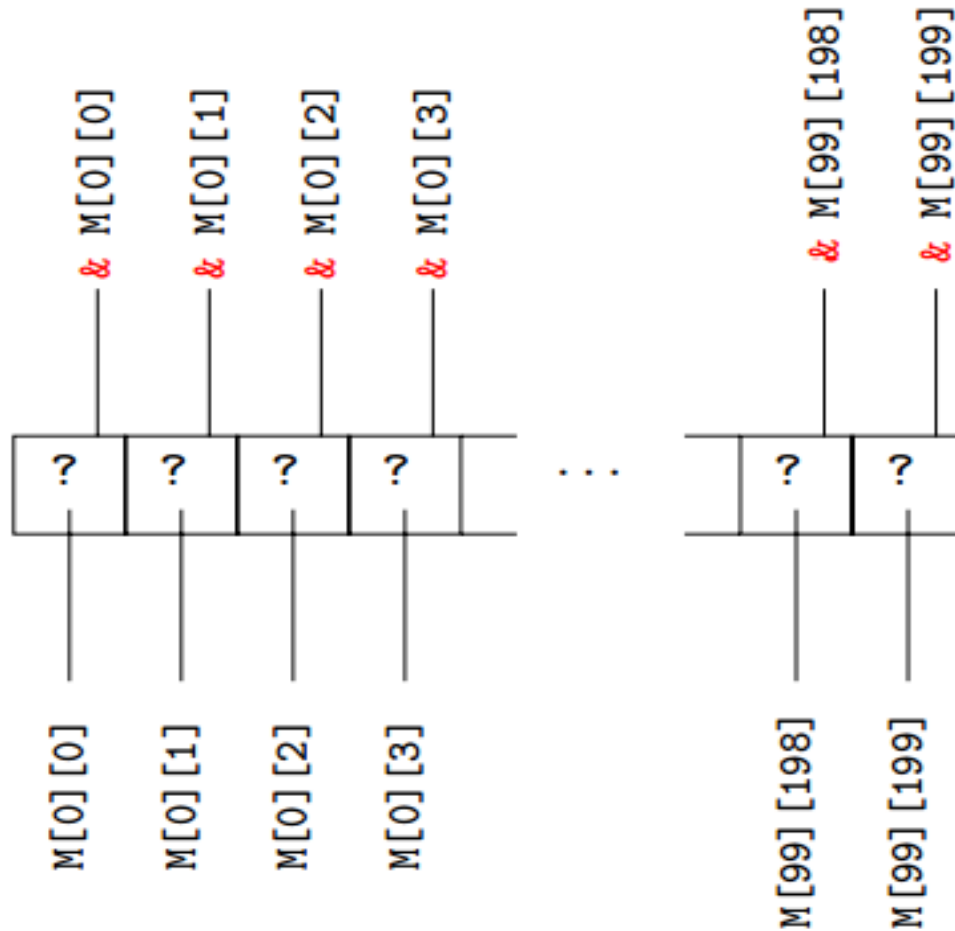 & M[0][0]
& M[0][1]
& M[0][2]
& M[0][3]
& M[99][198]
& M[99][199]
?
?
?
?
...
?
?
M[0][0]
M[0][1]
M[0][2]
M[0][3]
M[99][198]
M[99][199]